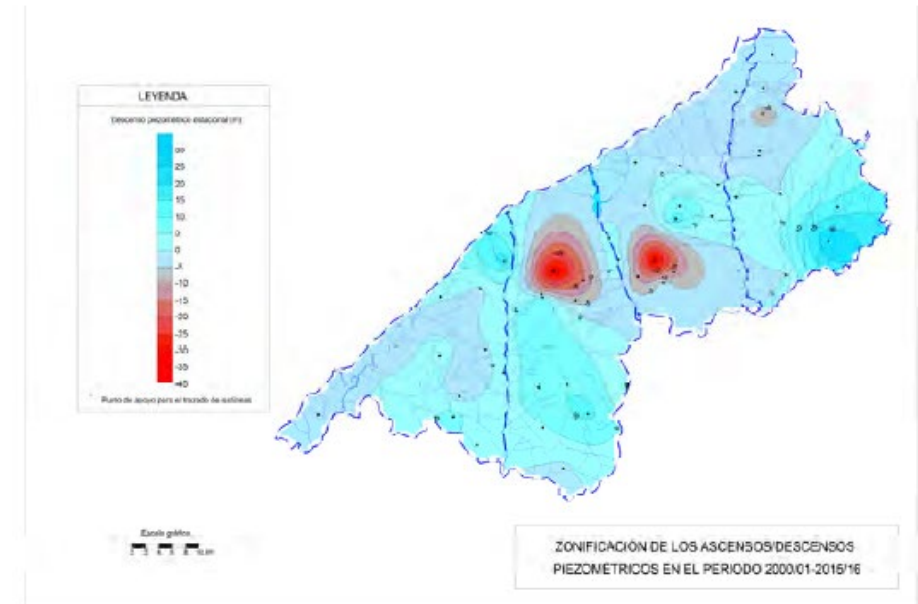 LEYENDA
Descenso piezométrico estacional (m)
30
25
20
15
10
5
0
-5
-10
-15
-20
-25
-30
-35
-40
Punto de apoyo para el trazado de isolíneas
Escala gráfica
ZONIFICACIÓN DE LOS ASCENSOS/DESCENSOS
PIEZOMÉTRICOS EN EL PERIODO 2000/01-2015/16